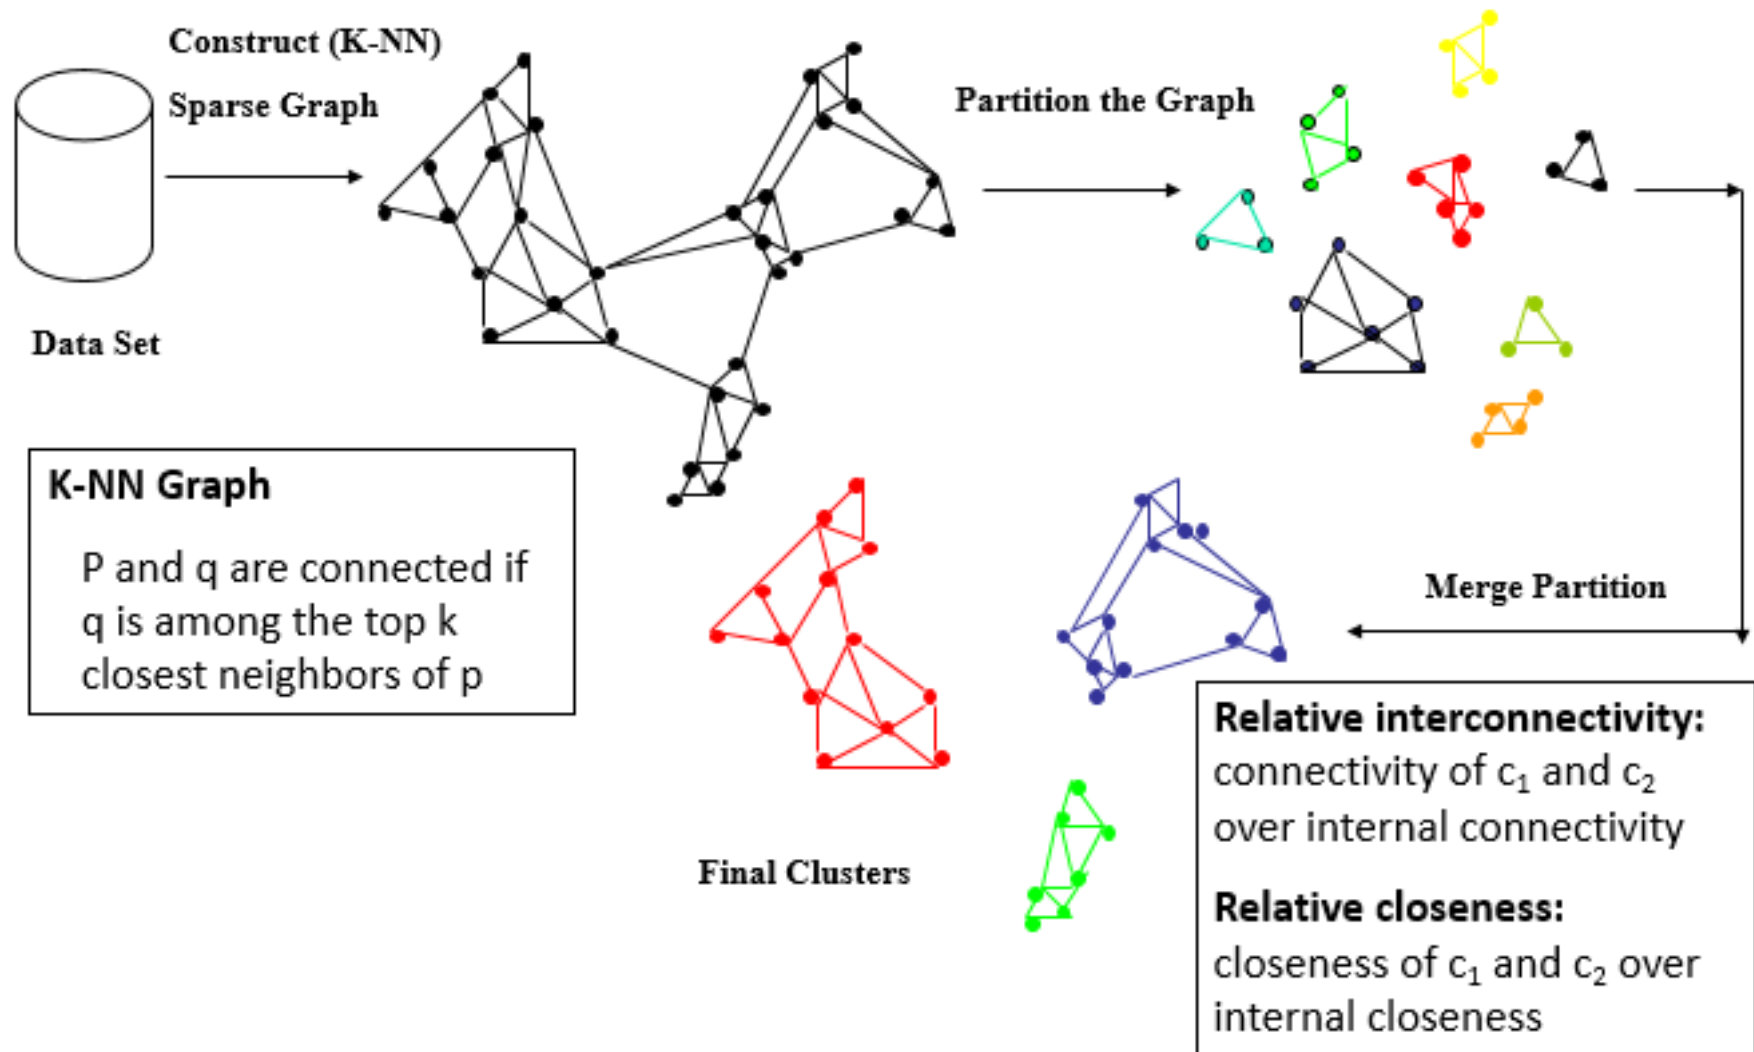 Construct (K-NN)
Sparse Graph
Partition the Graph
Data Set
K-NN Graph
P and q are connected if
q is among the top k
closest neighbors of p
Merge Partition
Final Clusters
Relative interconnectivity:
connectivity of c₁ and c₂
over internal connectivity
Relative closeness:
closeness of c₁ and c₂ over
internal closeness